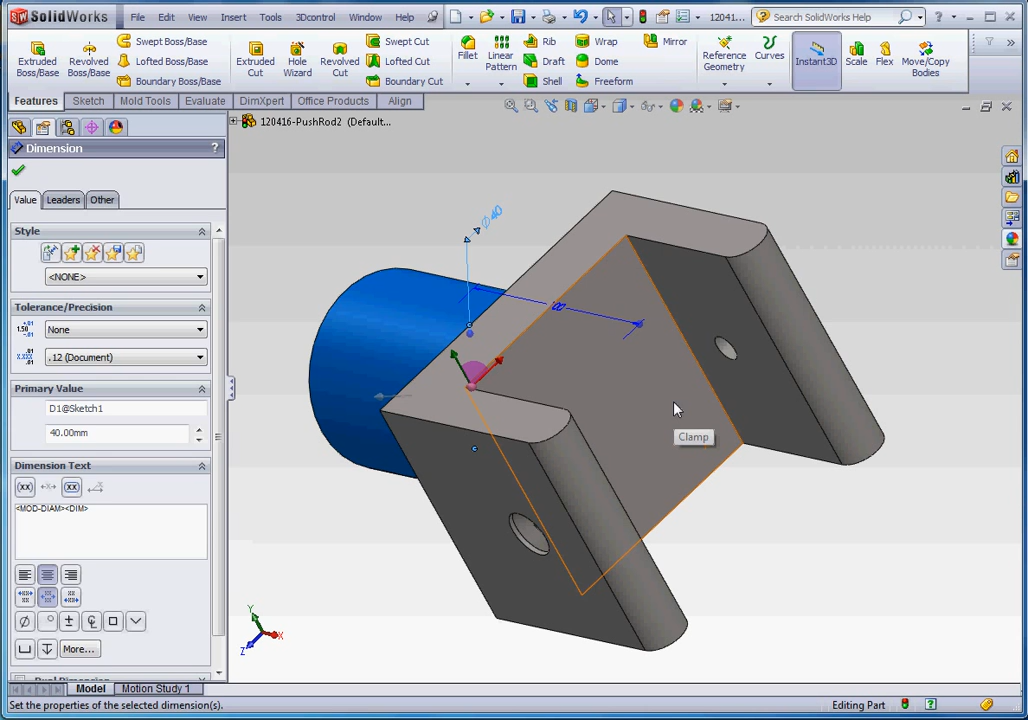 SolidWorks File Edit View Insert Tools 3Dcontrol Window Help 12041... Search SolidWorks Help
Extruded Boss/Base
Revolved Boss/Base
Swept Boss/Base
Lofted Boss/Base
Boundary Boss/Base
Extruded Cut
Hole Wizard
Revolved Cut
Swept Cut
Lofted Cut
Boundary Cut
Fillet
Linear Pattern
Rib
Draft
Shell
Wrap
Dome
Freeform
Mirror
Reference Geometry
Curves
Instant3D
Scale
Flex
Move/Copy Bodies
Features Sketch Mold Tools Evaluate DimXpert Office Products Align
120416-PushRod2 (Default...
Dimension ?
Value Leaders Other
Style
<NONE>
Tolerance/Precision
None
.12 (Document)
Primary Value
D1@Sketch1
40.00mm
Dimension Text
<MOD-DIAM><DIM>
More...
Ø40
Clamp
Y
X
Z
Model Motion Study 1
Set the properties of the selected dimension(s). Editing Part